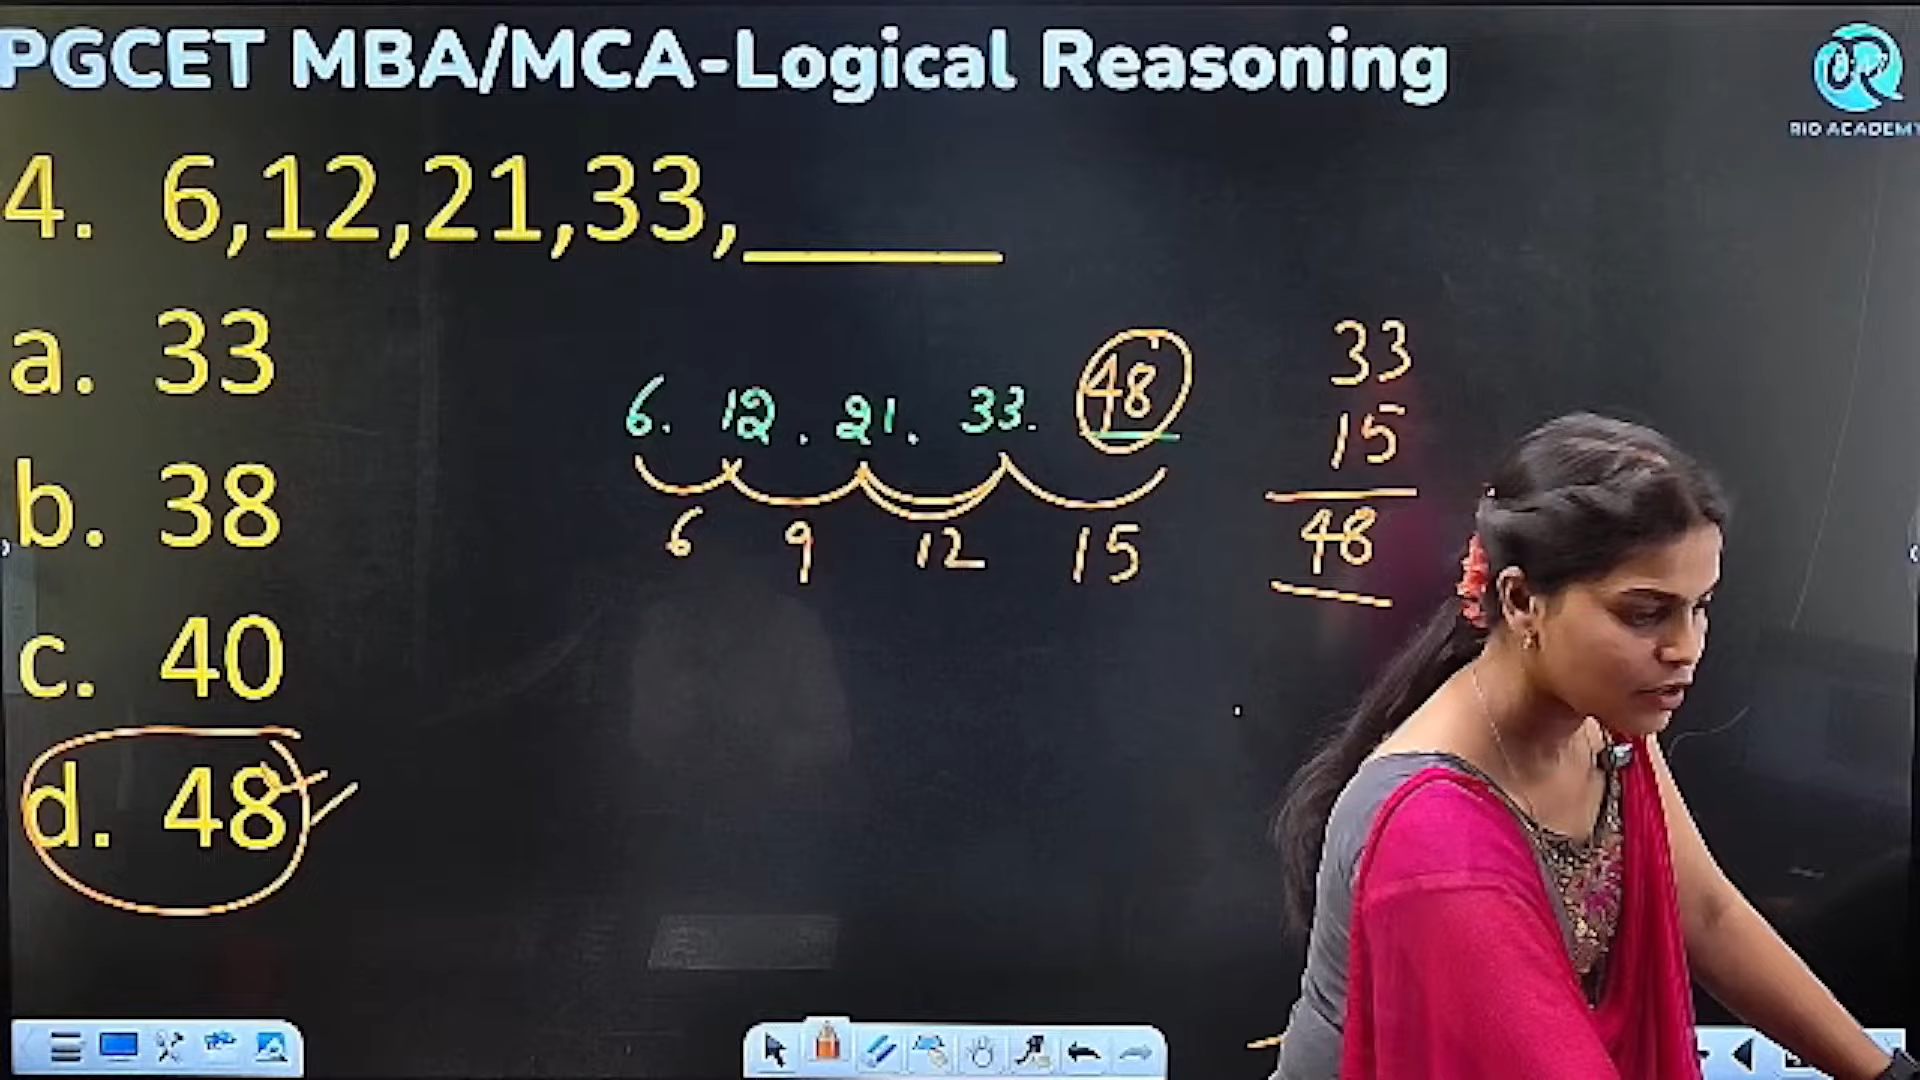 PGCET MBA/MCA-Logical Reasoning
RIO ACADEMY
4. 6,12,21,33,_____
a. 33
b. 38
c. 40
d. 48
6. 12. 21. 33. 48
6 9 12 15
33
15
48